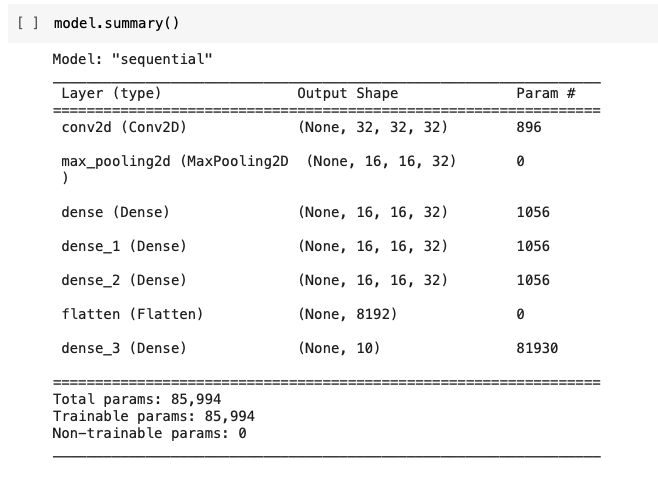 [ ] model.summary()
Model: "sequential"
Layer (type) Output Shape Param #
=================================================================
conv2d (Conv2D) (None, 32, 32, 32) 896
max_pooling2d (MaxPooling2D (None, 16, 16, 32) 0
)
dense (Dense) (None, 16, 16, 32) 1056
dense_1 (Dense) (None, 16, 16, 32) 1056
dense_2 (Dense) (None, 16, 16, 32) 1056
flatten (Flatten) (None, 8192) 0
dense_3 (Dense) (None, 10) 81930
=================================================================
Total params: 85,994
Trainable params: 85,994
Non-trainable params: 0